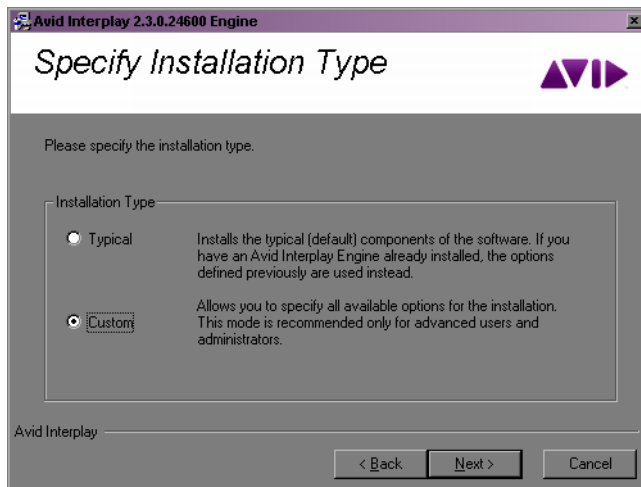 Avid Interplay 2.3.0.24600 Engine
Specify Installation Type
AVID
Please specify the installation type.
Installation Type
Typical
Installs the typical (default) components of the software. If you
have an Avid Interplay Engine already installed, the options
defined previously are used instead.
Custom
Allows you to specify all available options for the installation.
This mode is recommended only for advanced users and
administrators.
Avid Interplay
< Back
Next >
Cancel